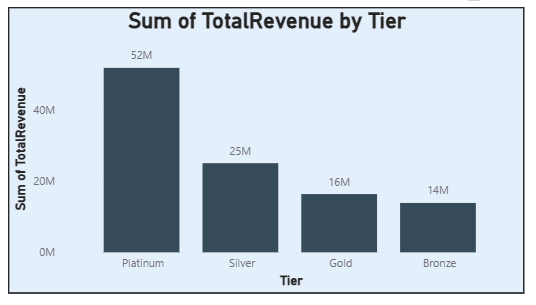 Sum of TotalRevenue by Tier
Sum of TotalRevenue
52M
40M
25M
20M
16M
14M
0M
Platinum Silver Gold Bronze
Tier